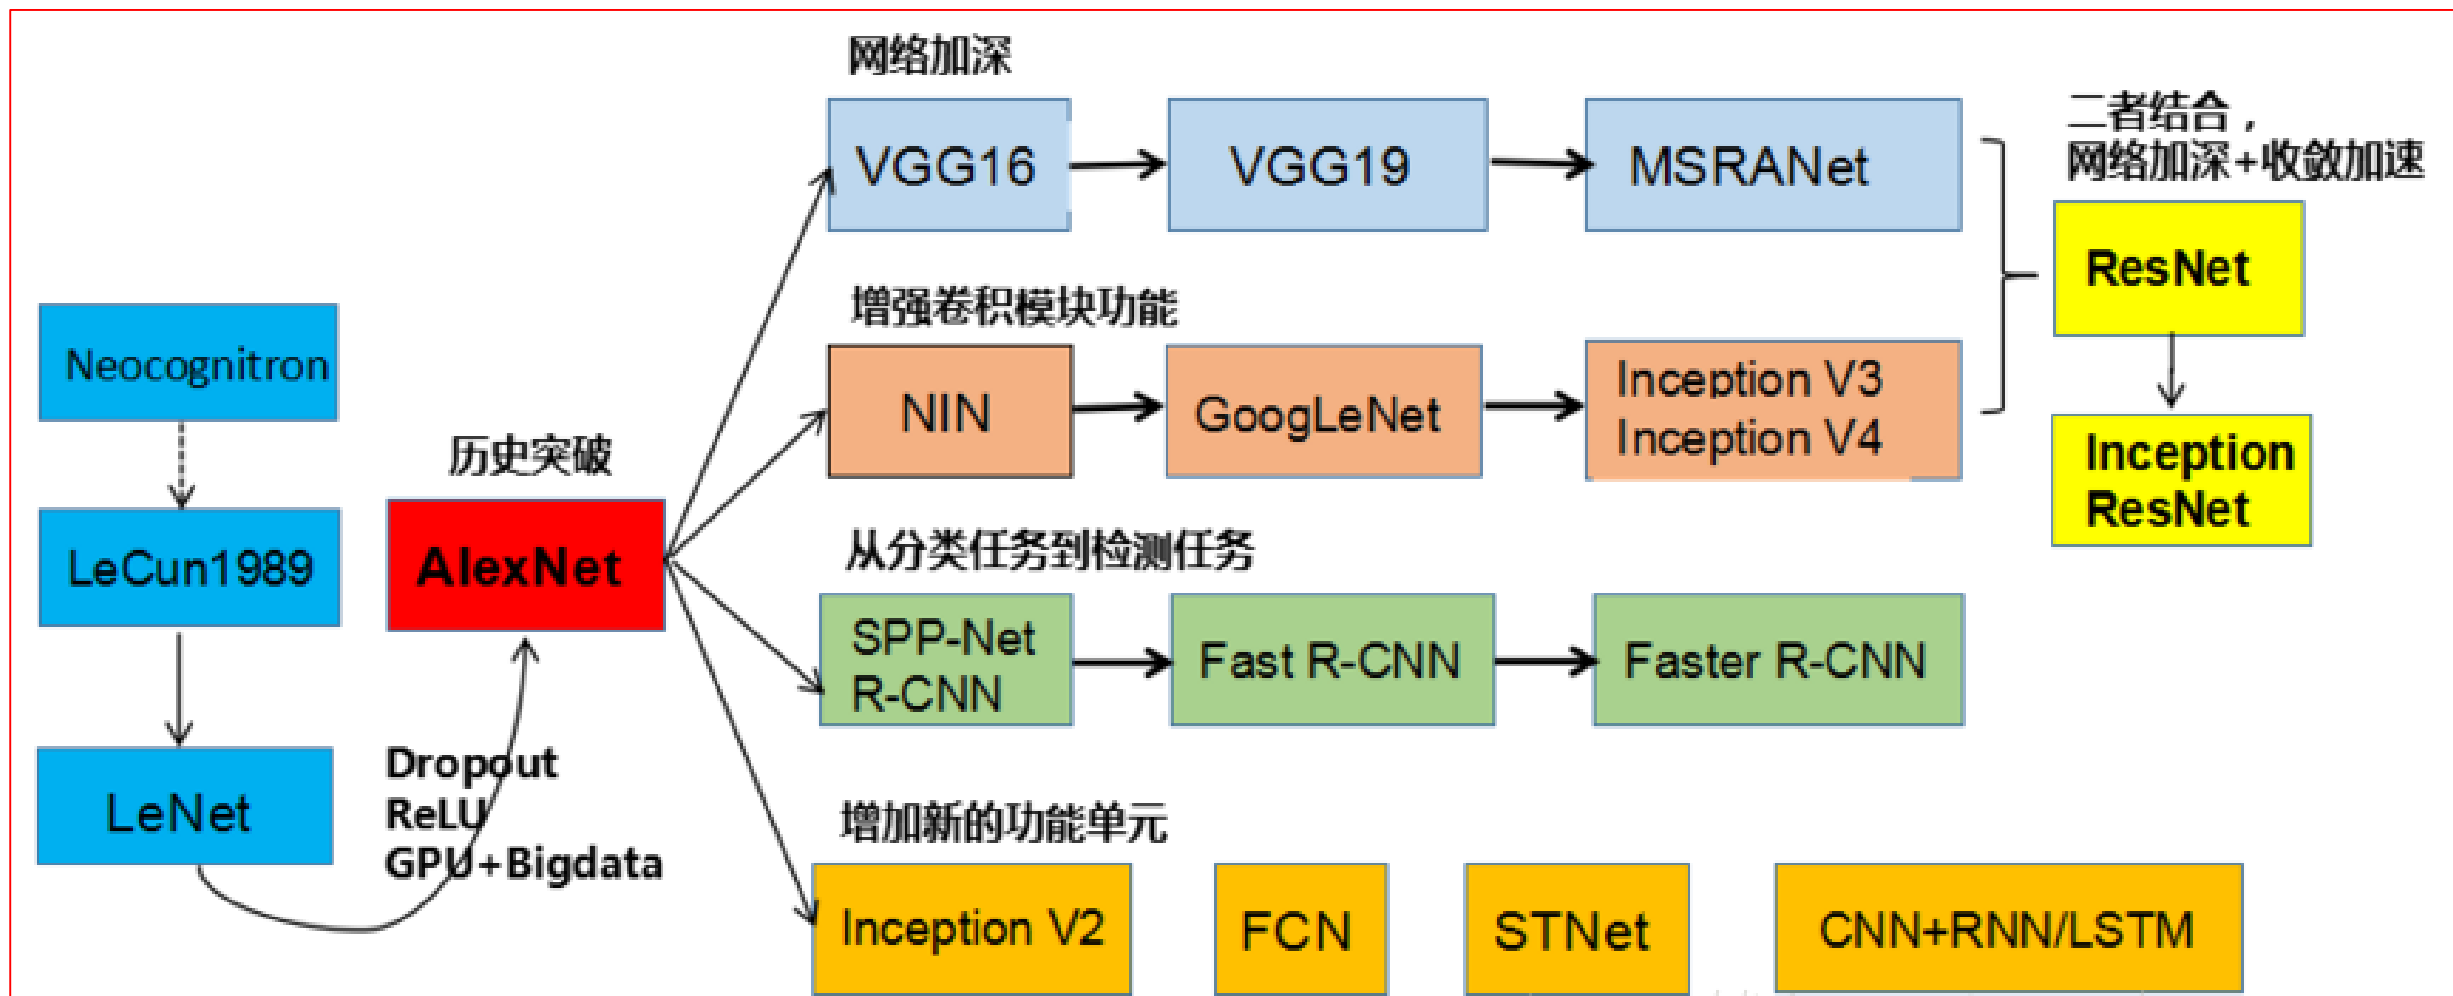 网络加深
VGG16
VGG19
MSRANet
二者结合，
网络加深+收敛加速
ResNet
Inception
ResNet
增强卷积模块功能
NIN
GoogLeNet
Inception V3
Inception V4
Neocognitron
LeCun1989
LeNet
历史突破
AlexNet
Dropout
ReLU
GPU+Bigdata
从分类任务到检测任务
SPP-Net
R-CNN
Fast R-CNN
Faster R-CNN
增加新的功能单元
Inception V2
FCN
STNet
CNN+RNN/LSTM